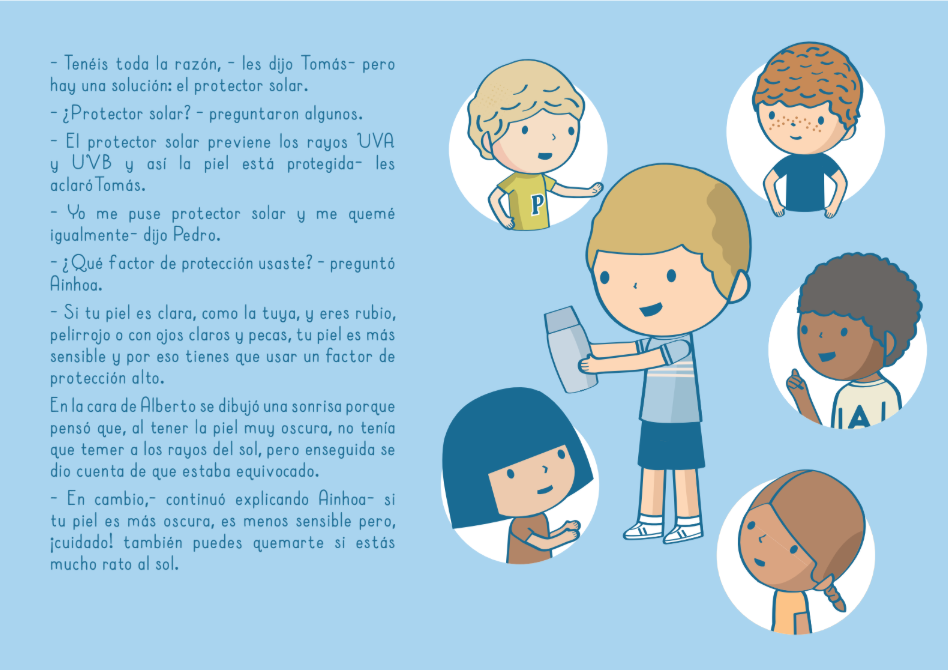 - Tenéis toda la razón, - les dijo Tomás- pero
hay una solución: el protector solar.
- ¿Protector solar? - preguntaron algunos.
- El protector solar previene los rayos UVA
y UVB y así la piel está protegida- les
aclaró Tomás.
- Yo me puse protector solar y me quemé
igualmente- dijo Pedro.
- ¿Qué factor de protección usaste? - preguntó
Ainhoa.
- Si tu piel es clara, como la tuya, y eres rubio,
pelirrojo o con ojos claros y pecas, tu piel es más
sensible y por eso tienes que usar un factor de
protección alto.
En la cara de Alberto se dibujó una sonrisa porque
pensó que, al tener la piel muy oscura, no tenía
que temer a los rayos del sol, pero enseguida se
dio cuenta de que estaba equivocado.
- En cambio,- continuó explicando Ainhoa- si
tu piel es más oscura, es menos sensible pero,
¡cuidado! también puedes quemarte si estás
mucho rato al sol.
P
A